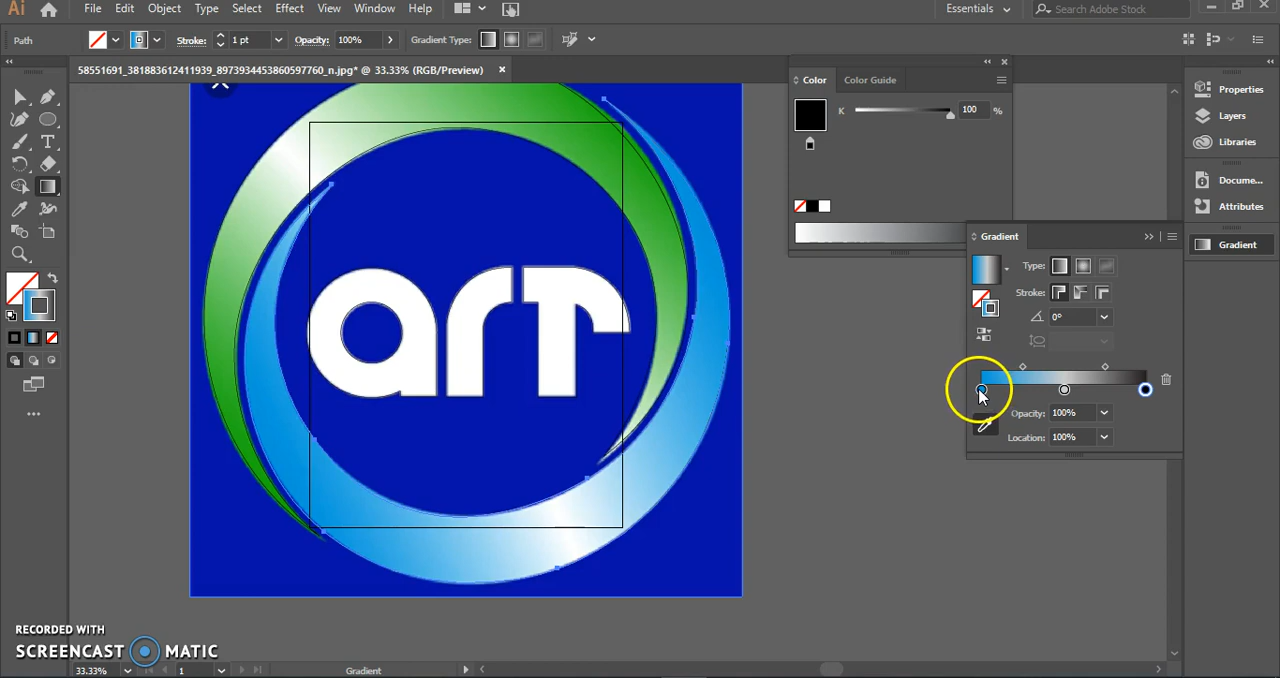 Ai File Edit Object Type Select Effect View Window Help Essentials Search Adobe Stock
Path Stroke: 1 pt Opacity: 100% Gradient Type:
58551691_381883612411939_8973934453860597760_n.jpg* @ 33.33% (RGB/Preview)
Color Color Guide
K 100 %
Properties
Layers
Libraries
Docume...
Attributes
Gradient
Gradient
Type:
Stroke:
0°
Opacity: 100%
Location: 100%
art
RECORDED WITH
SCREENCAST MATIC
33.33% 1 Gradient